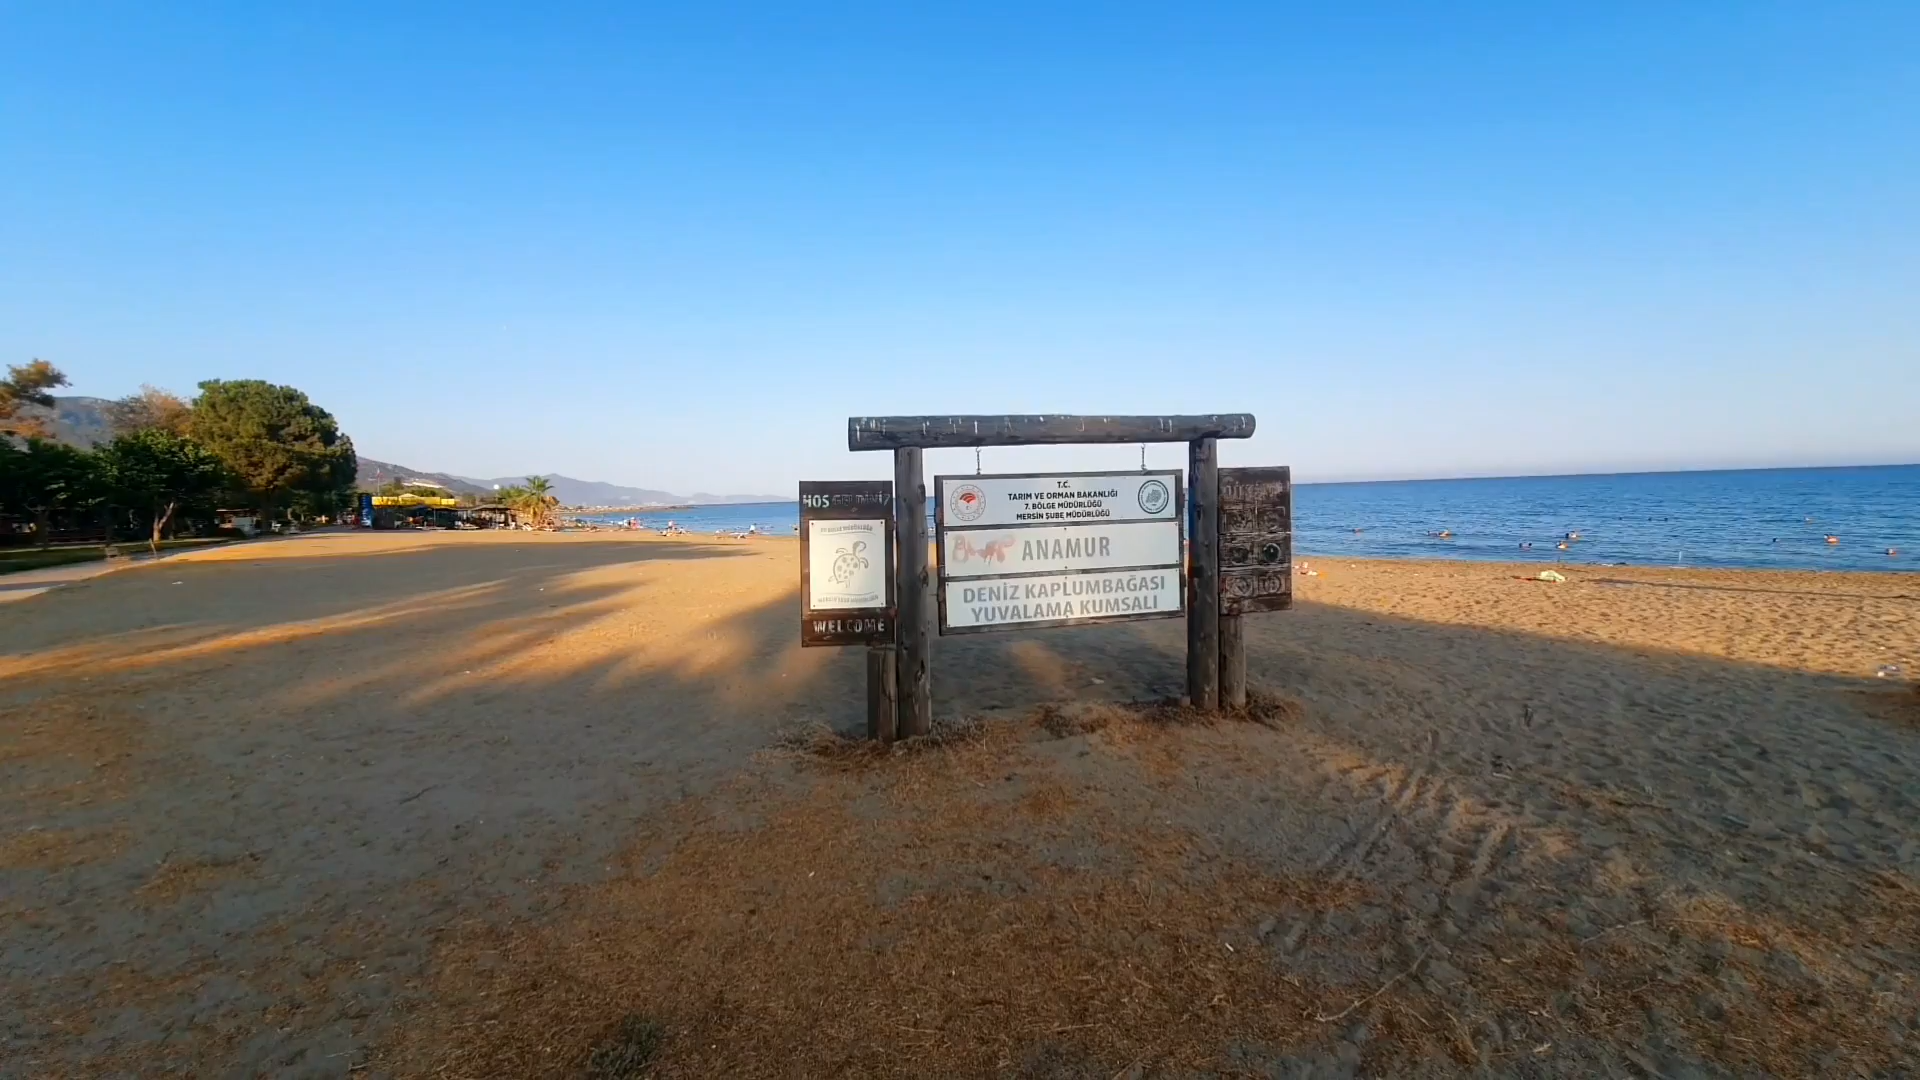 HOŞ GELDİNİZ
WELCOME
T.C.
TARIM VE ORMAN BAKANLIĞI
7. BÖLGE MÜDÜRLÜĞÜ
MERSİN ŞUBE MÜDÜRLÜĞÜ
ANAMUR
DENİZ KAPLUMBAĞASI
YUVALAMA KUMSALI